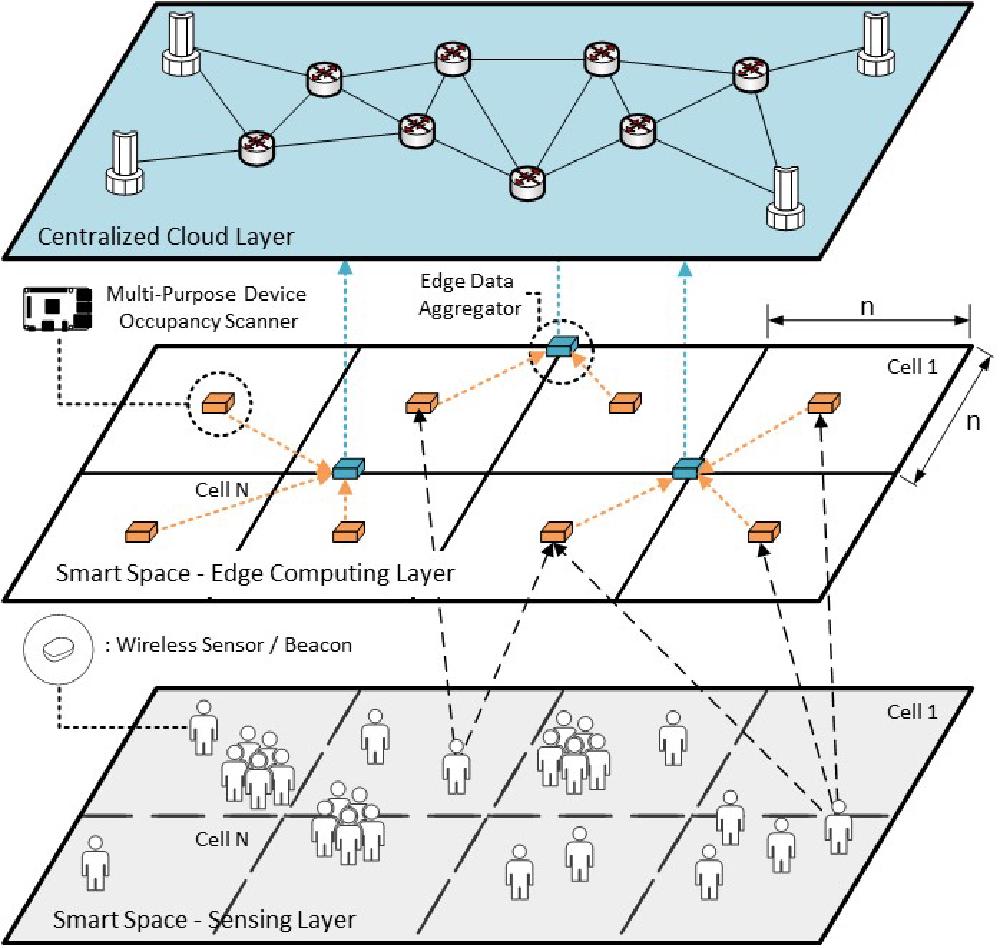 Centralized Cloud Layer
Multi-Purpose Device
Occupancy Scanner
Edge Data
Aggregator
n
Cell 1
n
Cell N
Smart Space - Edge Computing Layer
: Wireless Sensor / Beacon
Cell 1
Cell N
Smart Space - Sensing Layer